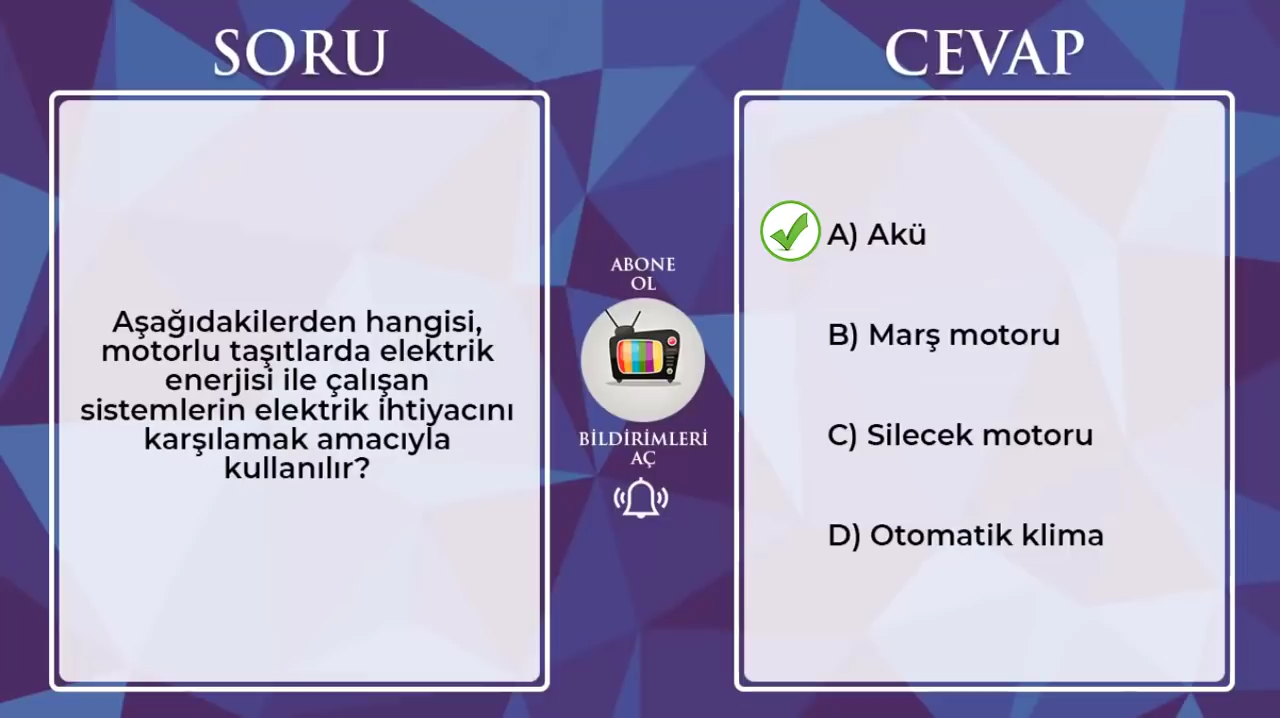 SORU
Aşağıdakilerden hangisi,
motorlu taşıtlarda elektrik
enerjisi ile çalışan
sistemlerin elektrik ihtiyacını
karşılamak amacıyla
kullanılır?
ABONE
OL
BİLDİRİMLERİ
AÇ
CEVAP
A) Akü
B) Marş motoru
C) Silecek motoru
D) Otomatik klima